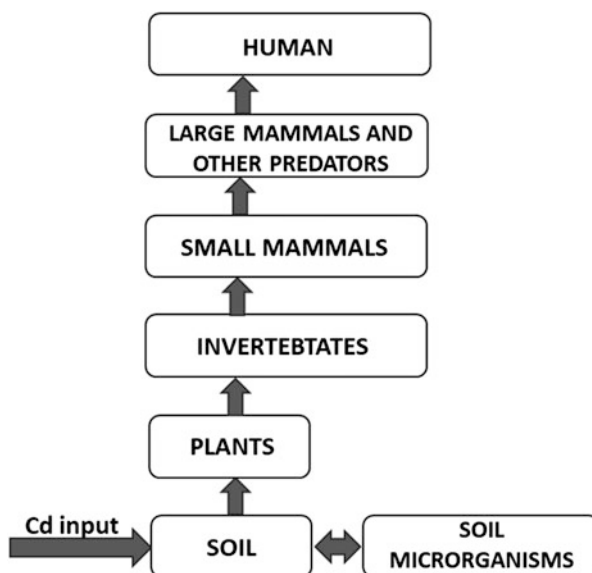 HUMAN
LARGE MAMMALS AND
OTHER PREDATORS
SMALL MAMMALS
INVERTEBTATES
PLANTS
Cd input
SOIL
SOIL
MICRORGANISMS